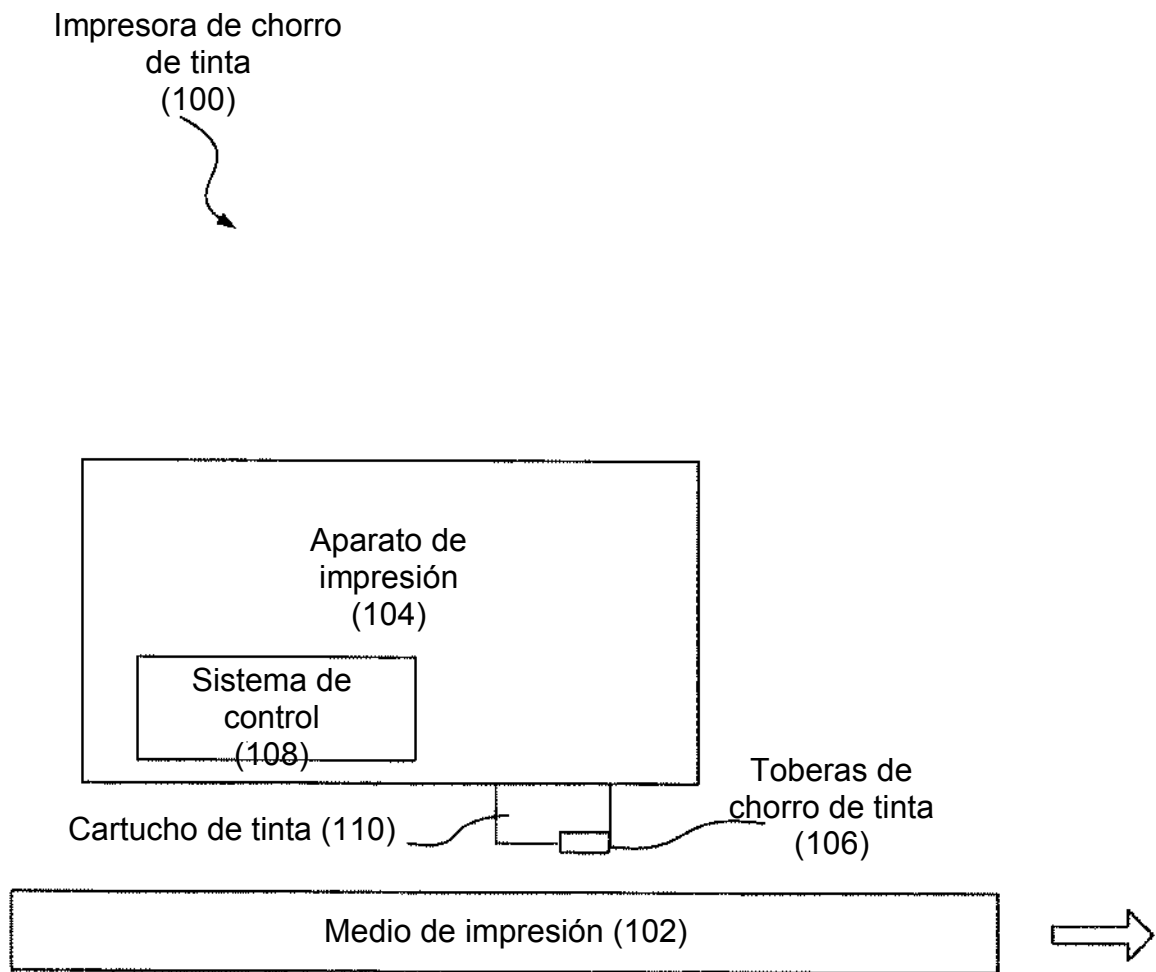 Impresora de chorro
de tinta
(100)
Aparato de
impresión
(104)
Sistema de
control
(108)
Toberas de
chorro de tinta
(106)
Cartucho de tinta (110)
Medio de impresión (102)